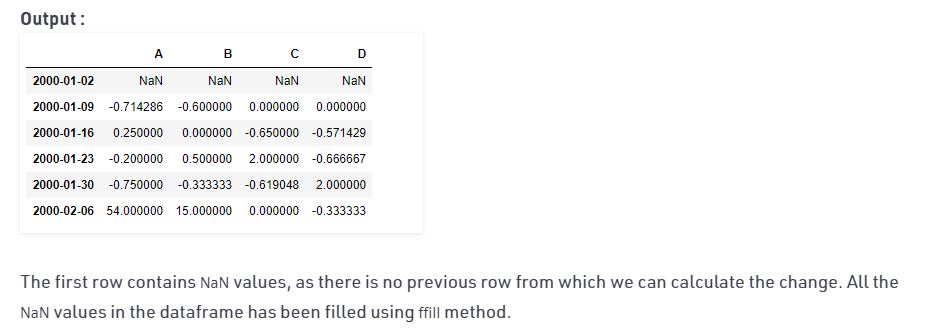 Output :
A B C D
2000-01-02 NaN NaN NaN NaN
2000-01-09 -0.714286 -0.600000 0.000000 0.000000
2000-01-16 0.250000 0.000000 -0.650000 -0.571429
2000-01-23 -0.200000 0.500000 2.000000 -0.666667
2000-01-30 -0.750000 -0.333333 -0.619048 2.000000
2000-02-06 54.000000 15.000000 0.000000 -0.333333
The first row contains NaN values, as there is no previous row from which we can calculate the change. All the
NaN values in the dataframe has been filled using ffill method.